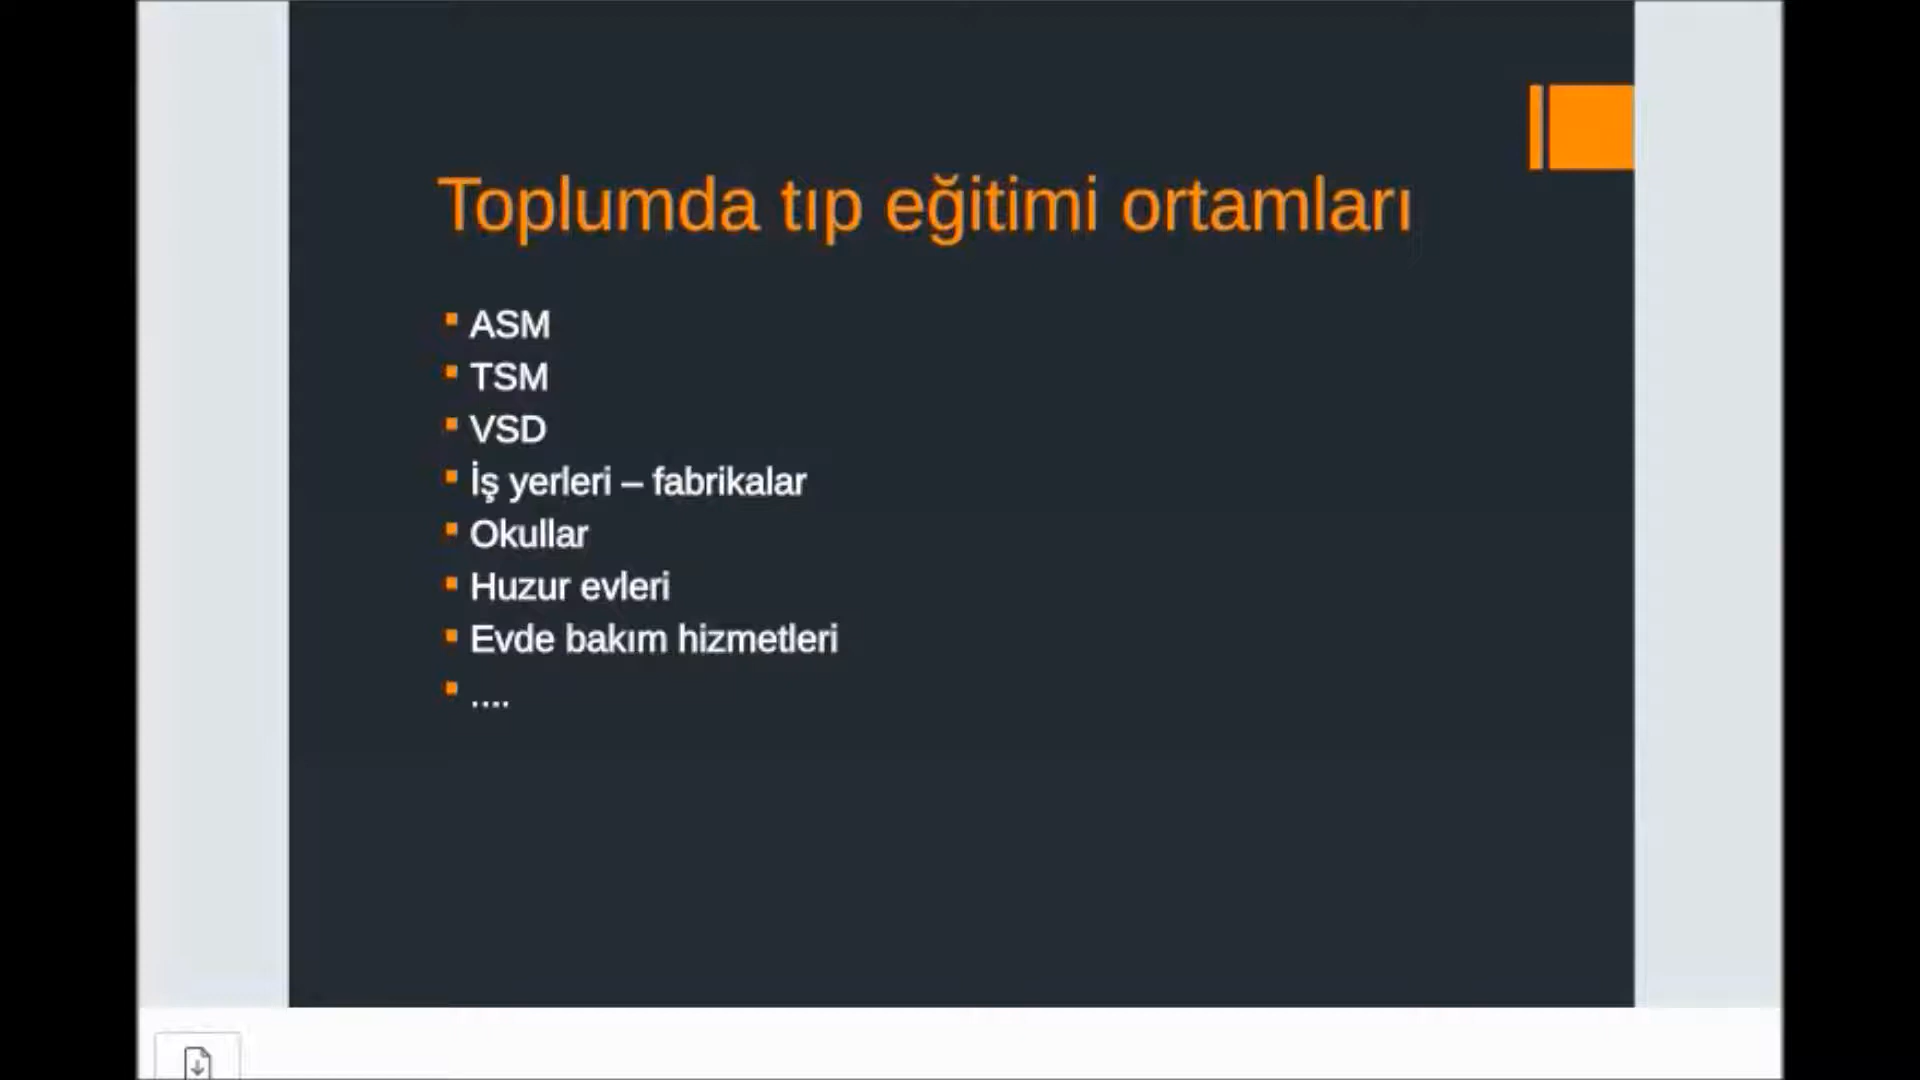 Toplumda tıp eğitimi ortamları
ASM
TSM
VSD
İş yerleri – fabrikalar
Okullar
Huzur evleri
Evde bakım hizmetleri
....